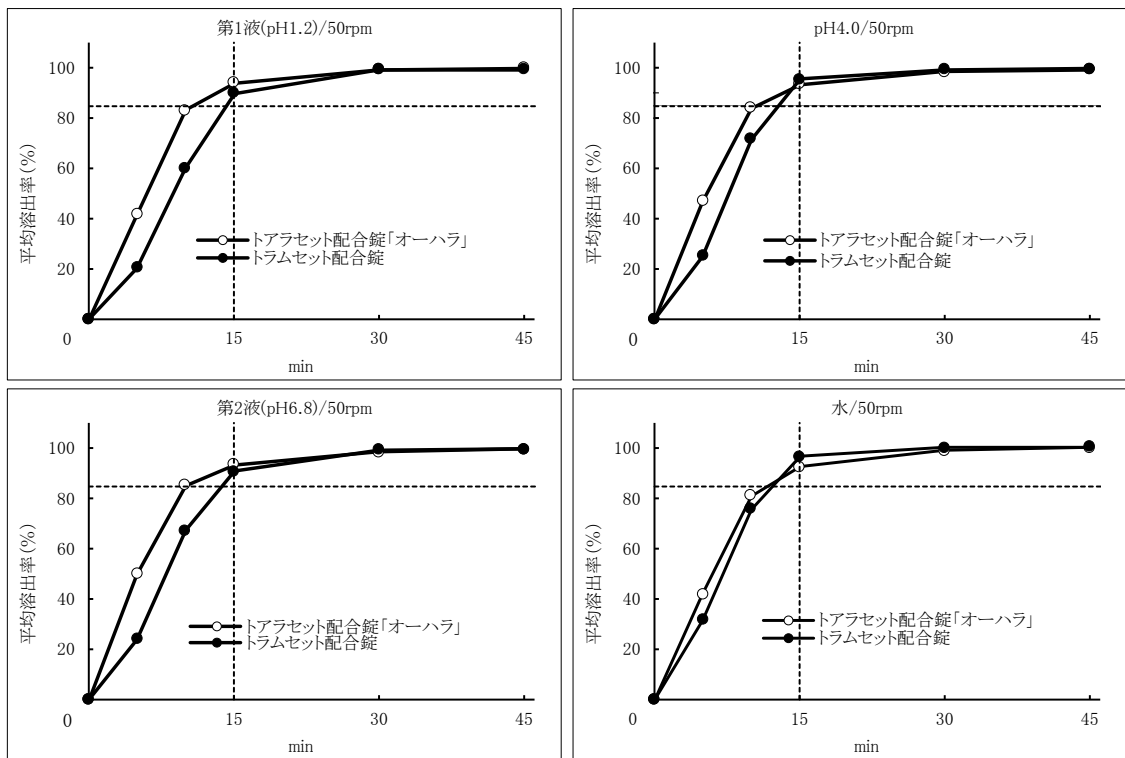 第1液(pH1.2)/50rpm
平均溶出率(%)
100
80
60
40
20
0
トアラセット配合錠「オーハラ」
トラムセット配合錠
15
30
45
min
pH4.0/50rpm
平均溶出率(%)
100
80
60
40
20
0
トアラセット配合錠「オーハラ」
トラムセット配合錠
15
30
45
min
第2液(pH6.8)/50rpm
平均溶出率(%)
100
80
60
40
20
0
トアラセット配合錠「オーハラ」
トラムセット配合錠
15
30
45
min
水/50rpm
平均溶出率(%)
100
80
60
40
20
0
トアラセット配合錠「オーハラ」
トラムセット配合錠
15
30
45
min